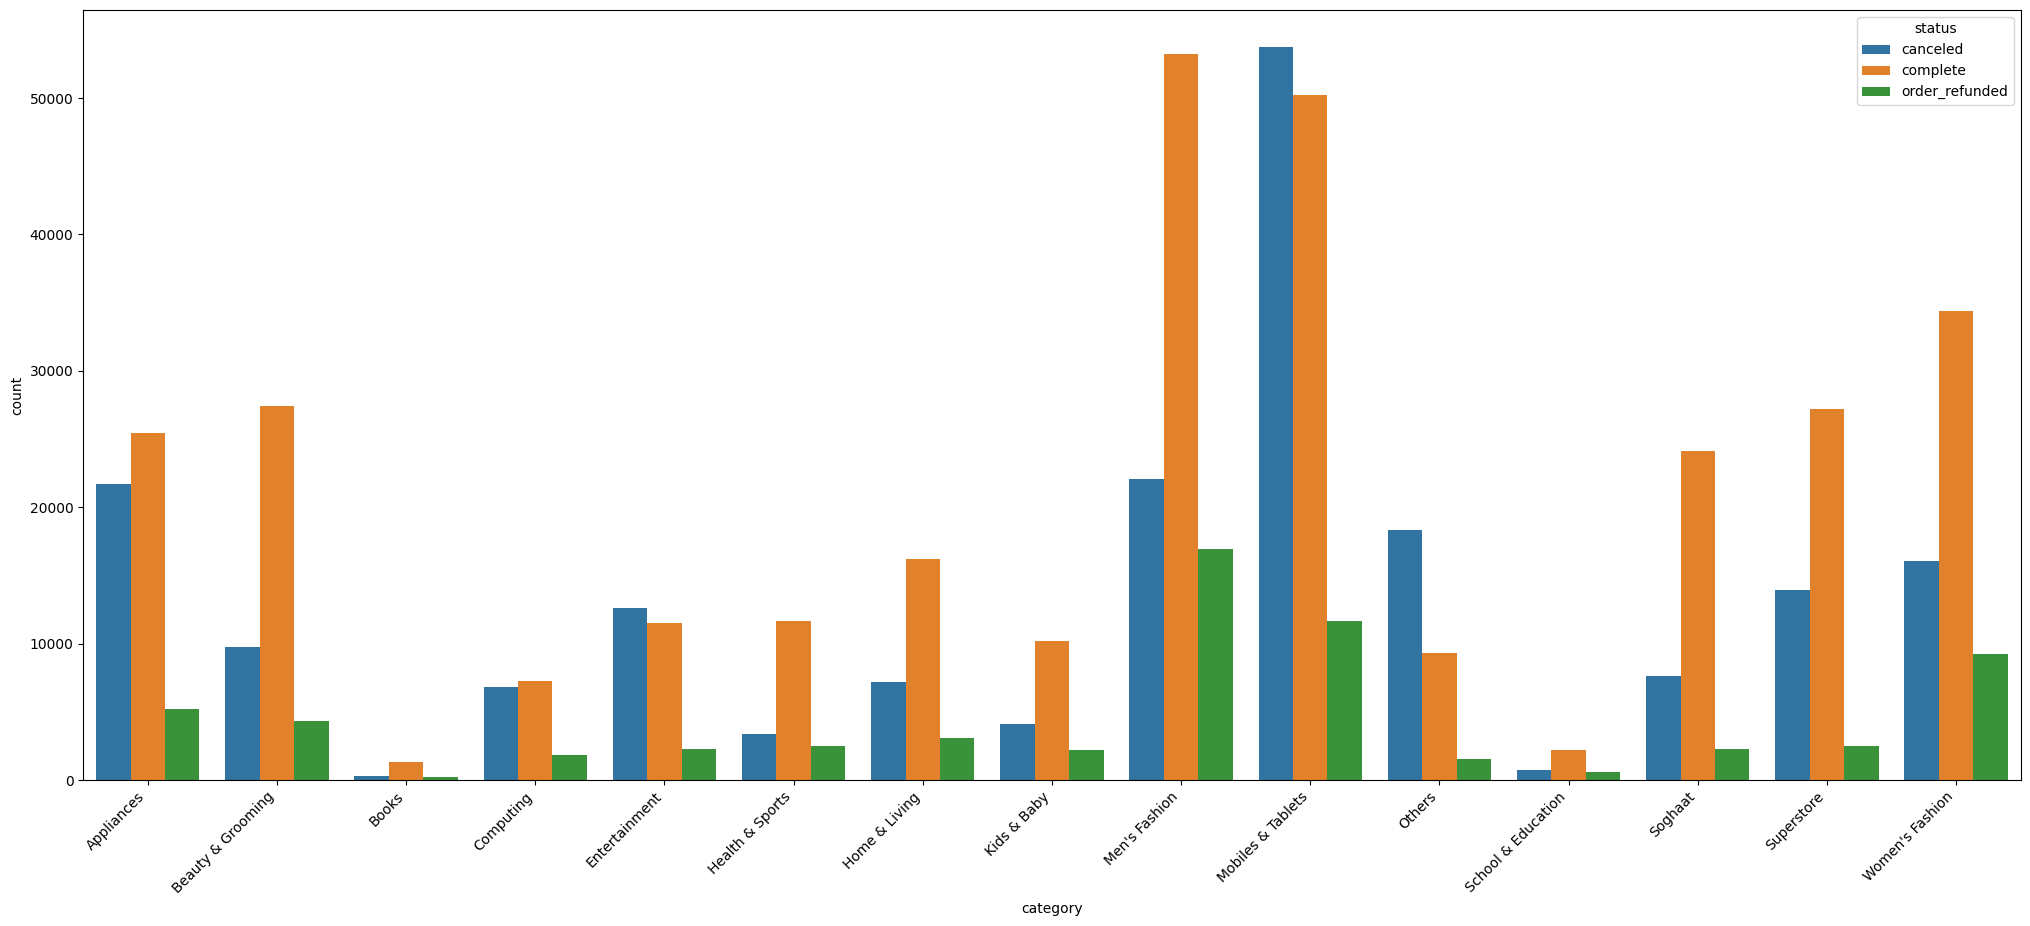 status
canceled
complete
order_refunded
50000
40000
30000
20000
10000
0
count
Appliances
Beauty & Grooming
Books
Computing
Entertainment
Health & Sports
Home & Living
Kids & Baby
Men's Fashion
Mobiles & Tablets
Others
School & Education
Soghaat
Superstore
Women's Fashion
category